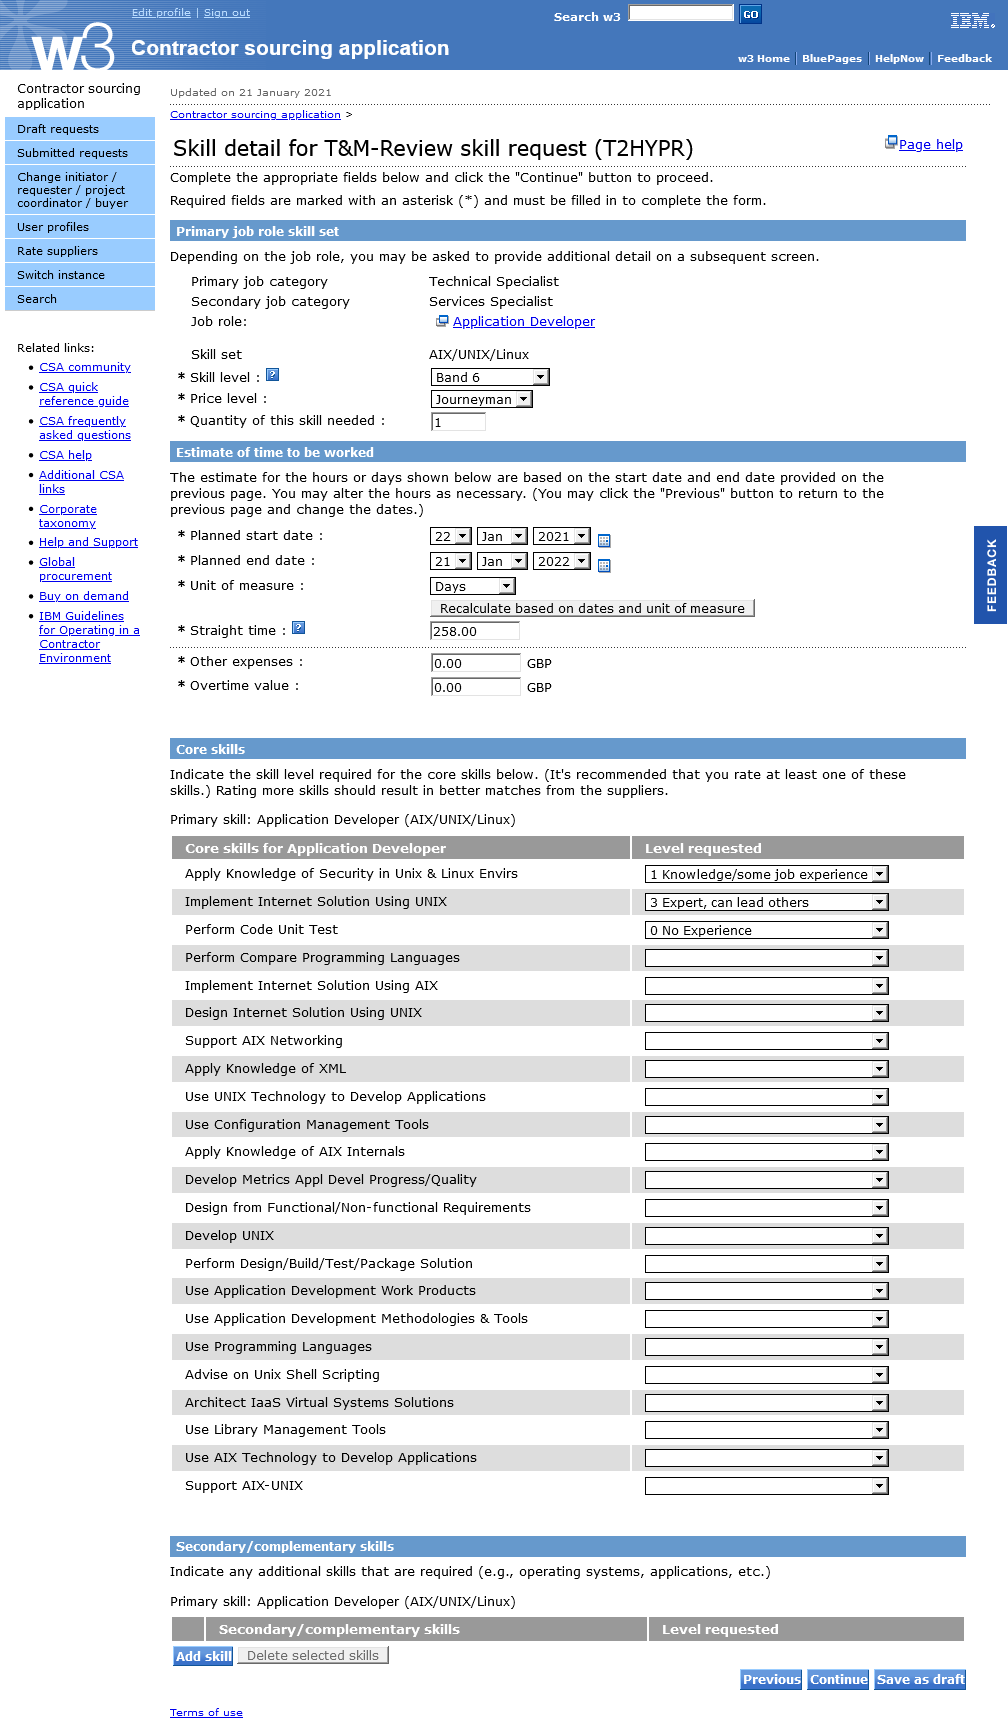 Edit profile | Sign out
Search w3
GO
IBM.
w3
Contractor sourcing application
w3 Home
BluePages
HelpNow
Feedback
Contractor sourcing
application
Draft requests
Submitted requests
Change initiator /
requester / project
coordinator / buyer
User profiles
Rate suppliers
Switch instance
Search
Related links:
• CSA community
• CSA quick
reference guide
• CSA frequently
asked questions
• CSA help
• Additional CSA
links
• Corporate
taxonomy
• Help and Support
• Global
procurement
• Buy on demand
• IBM Guidelines
for Operating in a
Contractor
Environment
Updated on 21 January 2021
Contractor sourcing application >
Skill detail for T&M-Review skill request (T2HYPR)
Page help
Complete the appropriate fields below and click the "Continue" button to proceed.
Required fields are marked with an asterisk (*) and must be filled in to complete the form.
Primary job role skill set
Depending on the job role, you may be asked to provide additional detail on a subsequent screen.
Primary job category Technical Specialist
Secondary job category Services Specialist
Job role: Application Developer
Skill set AIX/UNIX/Linux
* Skill level : ? Band 6
* Price level : Journeyman
* Quantity of this skill needed : 1
Estimate of time to be worked
The estimate for the hours or days shown below are based on the start date and end date provided on the
previous page. You may alter the hours as necessary. (You may click the "Previous" button to return to the
previous page and change the dates.)
* Planned start date : 22 Jan 2021
* Planned end date : 21 Jan 2022
* Unit of measure : Days
Recalculate based on dates and unit of measure
* Straight time : ? 258.00
* Other expenses : 0.00 GBP
* Overtime value : 0.00 GBP
FEEDBACK
Core skills
Indicate the skill level required for the core skills below. (It's recommended that you rate at least one of these
skills.) Rating more skills should result in better matches from the suppliers.
Primary skill: Application Developer (AIX/UNIX/Linux)
Core skills for Application Developer Level requested
Apply Knowledge of Security in Unix & Linux Envirs 1 Knowledge/some job experience
Implement Internet Solution Using UNIX 3 Expert, can lead others
Perform Code Unit Test 0 No Experience
Perform Compare Programming Languages
Implement Internet Solution Using AIX
Design Internet Solution Using UNIX
Support AIX Networking
Apply Knowledge of XML
Use UNIX Technology to Develop Applications
Use Configuration Management Tools
Apply Knowledge of AIX Internals
Develop Metrics Appl Devel Progress/Quality
Design from Functional/Non-functional Requirements
Develop UNIX
Perform Design/Build/Test/Package Solution
Use Application Development Work Products
Use Application Development Methodologies & Tools
Use Programming Languages
Advise on Unix Shell Scripting
Architect IaaS Virtual Systems Solutions
Use Library Management Tools
Use AIX Technology to Develop Applications
Support AIX-UNIX
Secondary/complementary skills
Indicate any additional skills that are required (e.g., operating systems, applications, etc.)
Primary skill: Application Developer (AIX/UNIX/Linux)
Secondary/complementary skills Level requested
Add skill Delete selected skills
Previous Continue Save as draft
Terms of use